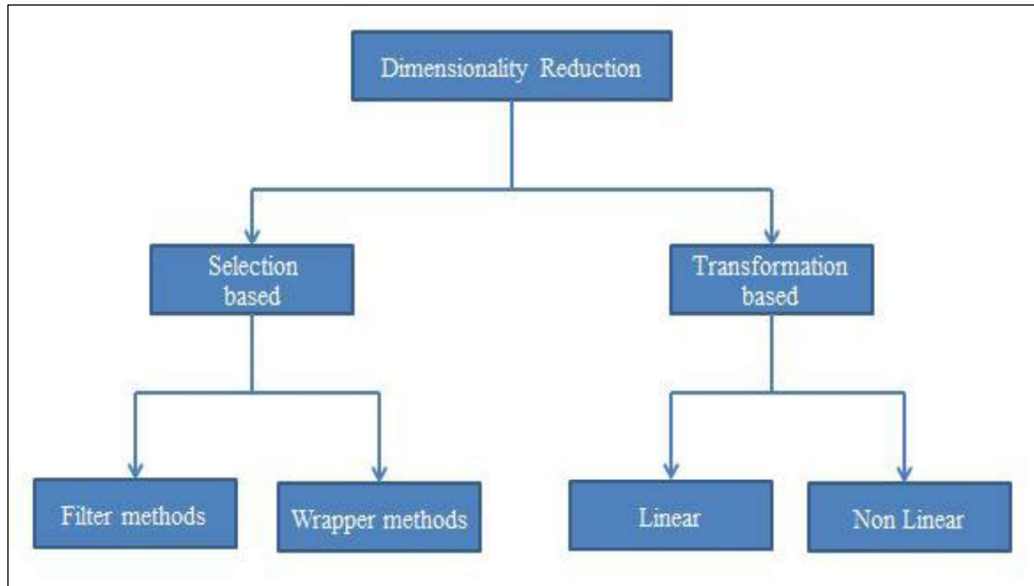 Dimensionality Reduction
Selection
based
Transformation
based
Filter methods
Wrapper methods
Linear
Non Linear